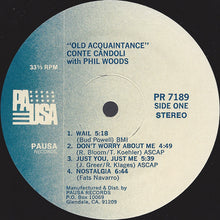 "OLD ACQUAINTANCE"
CONTE CANDOLI
with PHIL WOODS
33⅓ RPM
PAUSA
PAUSA
RECORDS
PR 7189
SIDE ONE
STEREO
1. WAIL 5:18
(Bud Powell) BMI
2. DON'T WORRY ABOUT ME 4:49
(R. Bloom/T. Koehler) ASCAP
3. JUST YOU, JUST ME 5:39
(J. Greer/R. Klages) ASCAP
4. NOSTALGIA 6:44
(Fats Navarro)
Manufactured & Dist. by
PAUSA RECORDS
P.O. Box 10069
Glendale, CA. 91209